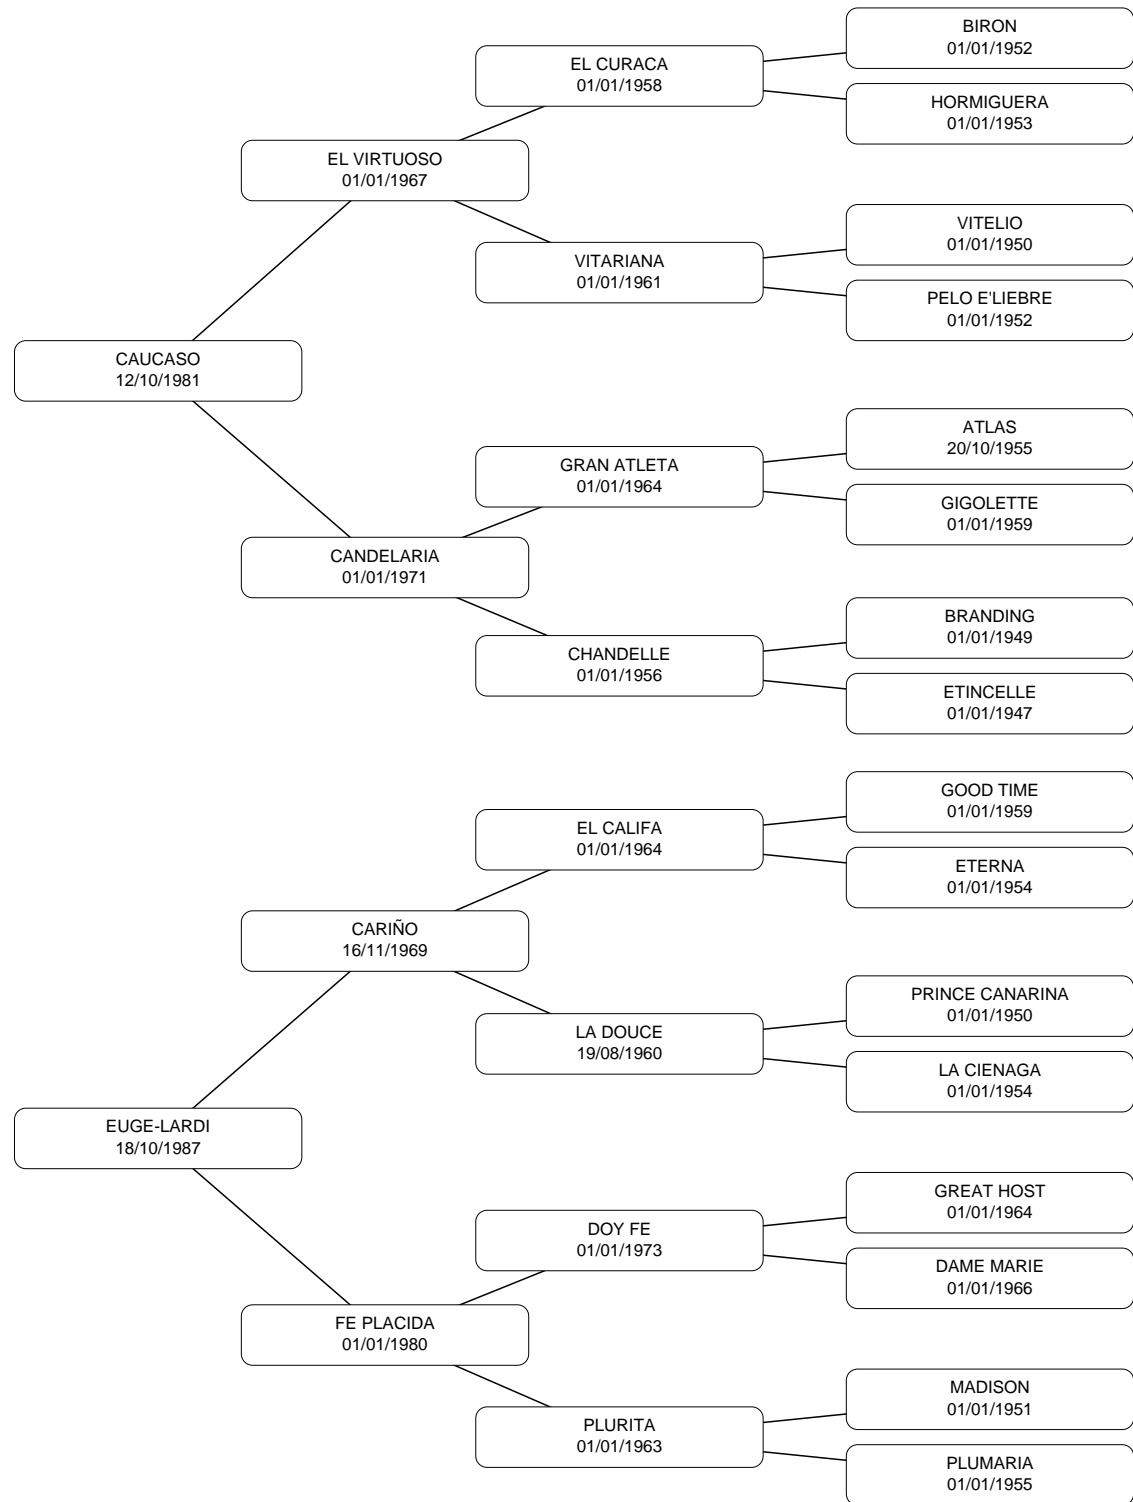 BIRON
01/01/1952
EL CURACA
01/01/1958
HORMIGUERA
01/01/1953
EL VIRTUOSO
01/01/1967
VITELIO
01/01/1950
VITARIANA
01/01/1961
PELO E'LIEBRE
01/01/1952
CAUCASO
12/10/1981
ATLAS
20/10/1955
GRAN ATLETA
01/01/1964
GIGOLETTE
01/01/1959
CANDELARIA
01/01/1971
BRANDING
01/01/1949
CHANDELLE
01/01/1956
ETINCELLE
01/01/1947
GOOD TIME
01/01/1959
EL CALIFA
01/01/1964
ETERNA
01/01/1954
CARIÑO
16/11/1969
PRINCE CANARINA
01/01/1950
LA DOUCE
19/08/1960
LA CIENAGA
01/01/1954
EUGE-LARDI
18/10/1987
GREAT HOST
01/01/1964
DOY FE
01/01/1973
DAME MARIE
01/01/1966
FE PLACIDA
01/01/1980
MADISON
01/01/1951
PLURITA
01/01/1963
PLUMARIA
01/01/1955